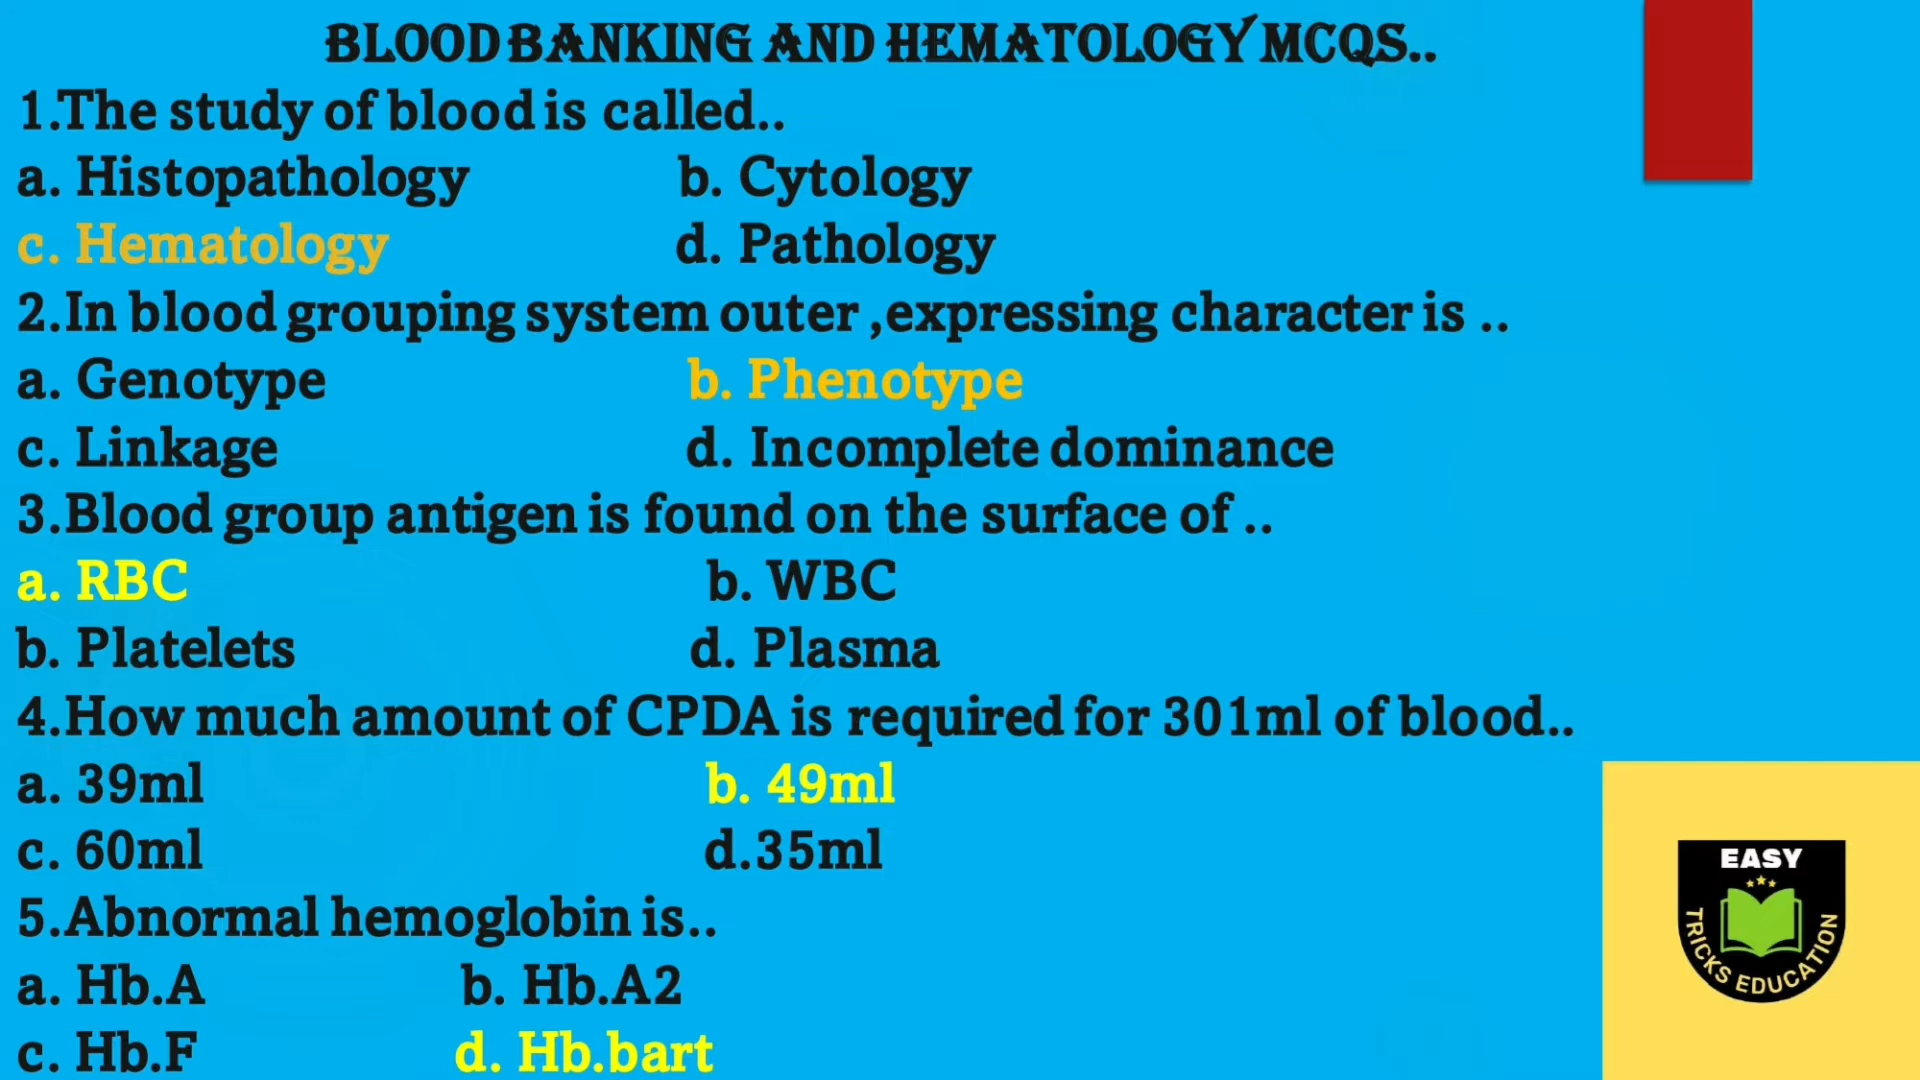 BLOOD BANKING AND HEMATOLOGY MCQS..
1.The study of blood is called..
a. Histopathology b. Cytology
c. Hematology d. Pathology
2.In blood grouping system outer ,expressing character is ..
a. Genotype b. Phenotype
c. Linkage d. Incomplete dominance
3.Blood group antigen is found on the surface of ..
a. RBC b. WBC
b. Platelets d. Plasma
4.How much amount of CPDA is required for 301ml of blood..
a. 39ml b. 49ml
c. 60ml d.35ml
5.Abnormal hemoglobin is..
a. Hb.A b. Hb.A2
c. Hb.F d. Hb.bart
EASY
TRICKS EDUCATION